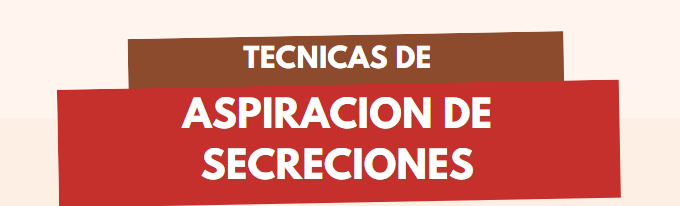 TECNICAS DE
ASPIRACION DE
SECRECIONES